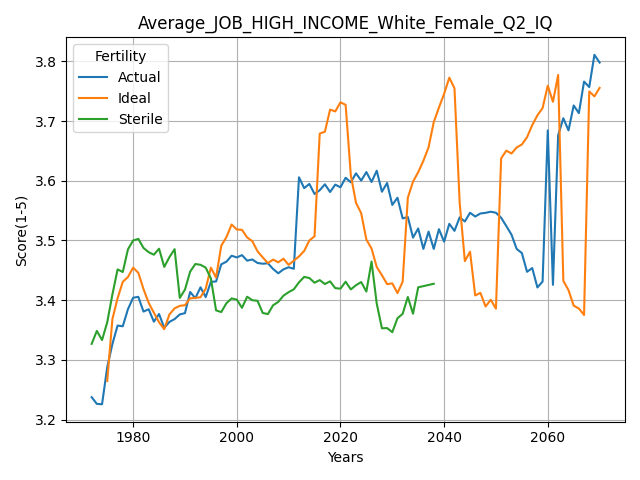 Average_JOB_HIGH_INCOME_White_Female_Q2_IQ
Fertility
Actual
Ideal
Sterile
Score(1-5)
3.8
3.7
3.6
3.5
3.4
3.3
3.2
1980 2000 2020 2040 2060
Years